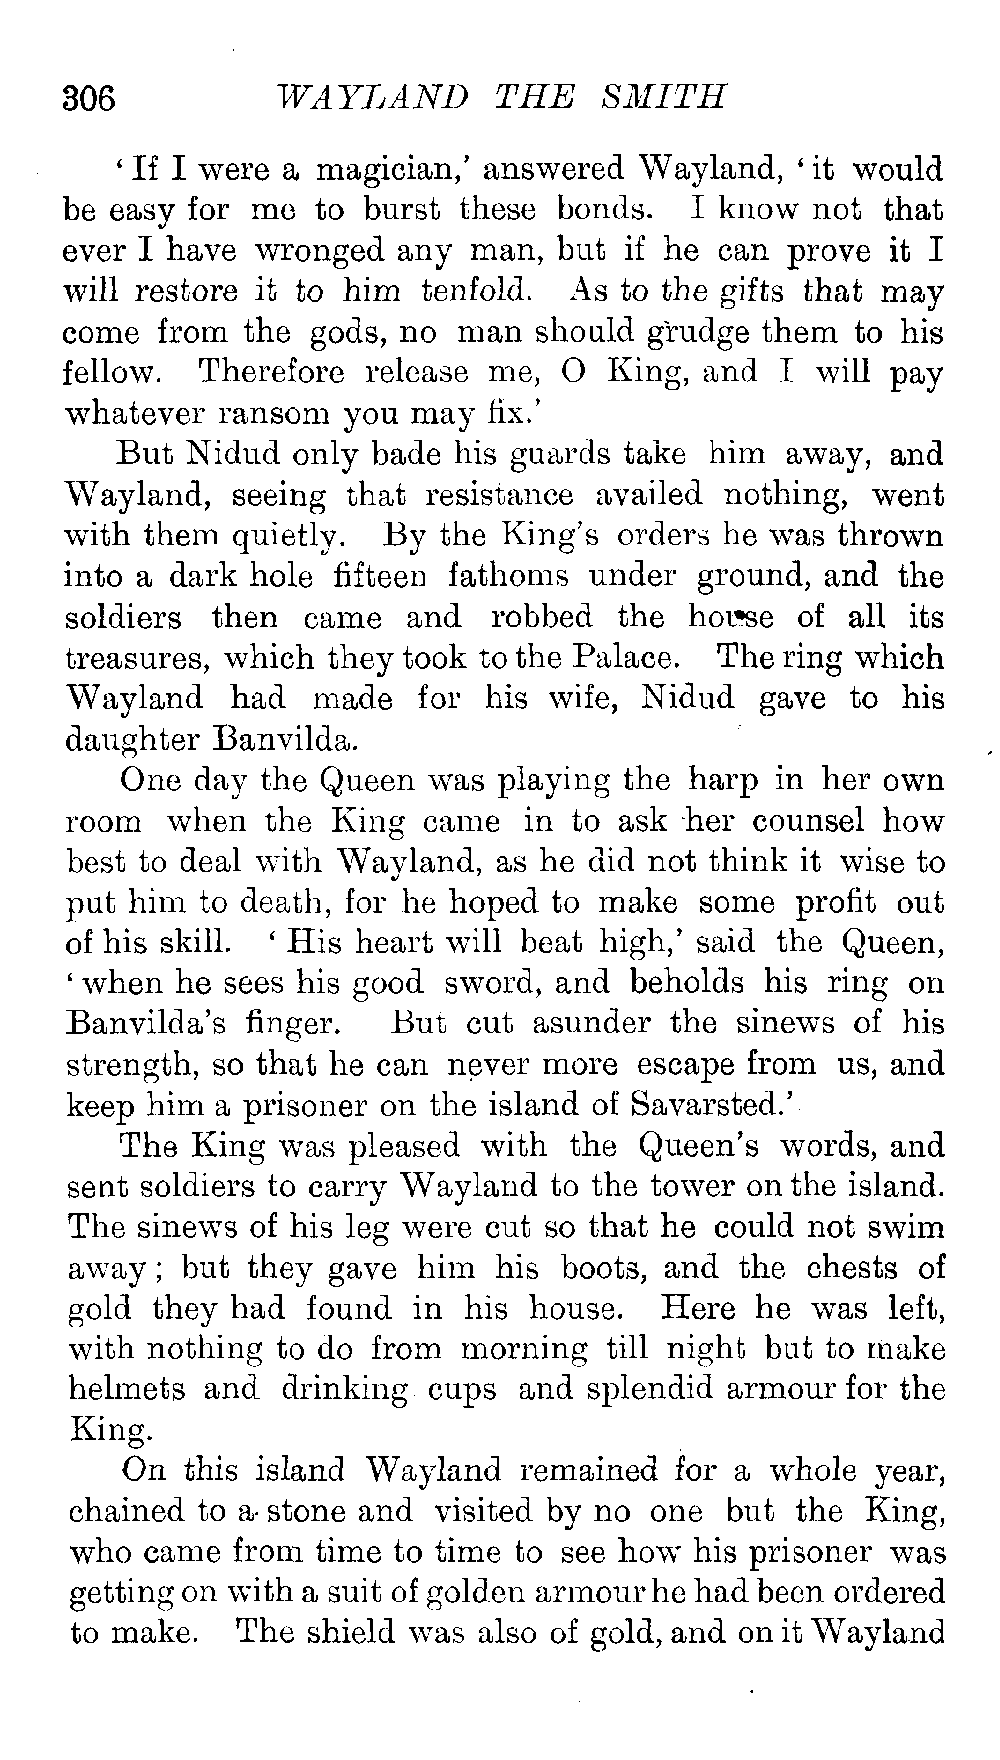 306 WAYLAND THE SMITH
‘ If I were a magician,’ answered Wayland, ‘ it would
be easy for me to burst these bonds. I know not that
ever I have wronged any man, but if he can prove it I
will restore it to him tenfold. As to the gifts that may
come from the gods, no man should grudge them to his
fellow. Therefore release me, O King, and I will pay
whatever ransom you may fix.’
But Nidud only bade his guards take him away, and
Wayland, seeing that resistance availed nothing, went
with them quietly. By the King’s orders he was thrown
into a dark hole fifteen fathoms under ground, and the
soldiers then came and robbed the house of all its
treasures, which they took to the Palace. The ring which
Wayland had made for his wife, Nidud gave to his
daughter Banvilda.
One day the Queen was playing the harp in her own
room when the King came in to ask her counsel how
best to deal with Wayland, as he did not think it wise to
put him to death, for he hoped to make some profit out
of his skill. ‘ His heart will beat high,’ said the Queen,
‘ when he sees his good sword, and beholds his ring on
Banvilda’s finger. But cut asunder the sinews of his
strength, so that he can never more escape from us, and
keep him a prisoner on the island of Savarsted.’
The King was pleased with the Queen’s words, and
sent soldiers to carry Wayland to the tower on the island.
The sinews of his leg were cut so that he could not swim
away ; but they gave him his boots, and the chests of
gold they had found in his house. Here he was left,
with nothing to do from morning till night but to make
helmets and drinking cups and splendid armour for the
King.
On this island Wayland remained for a whole year,
chained to a stone and visited by no one but the King,
who came from time to time to see how his prisoner was
getting on with a suit of golden armour he had been ordered
to make. The shield was also of gold, and on it Wayland